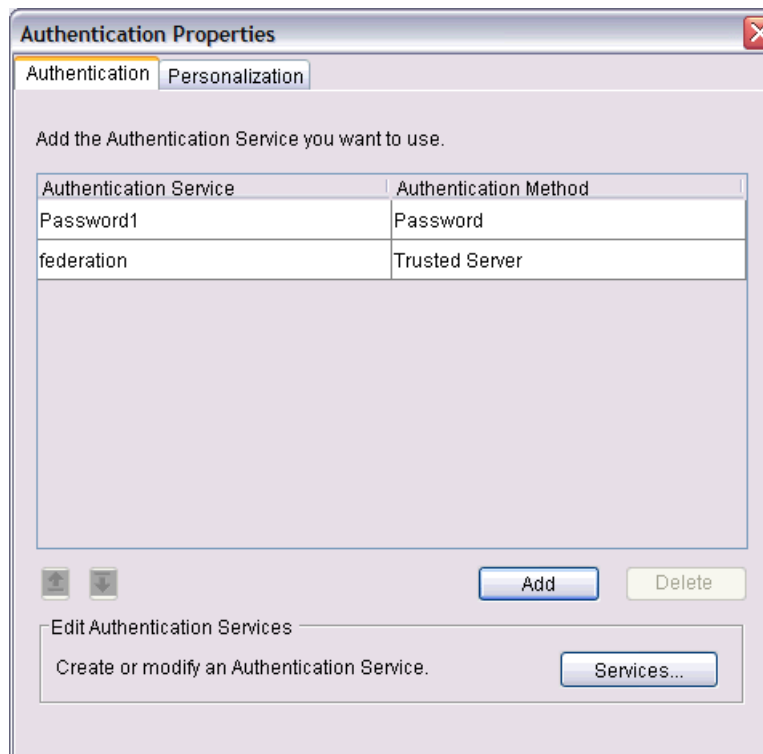 Authentication Properties
Authentication Personalization
Add the Authentication Service you want to use.
Authentication Service Authentication Method
Password1 Password
federation Trusted Server
Add Delete
Edit Authentication Services
Create or modify an Authentication Service. Services...